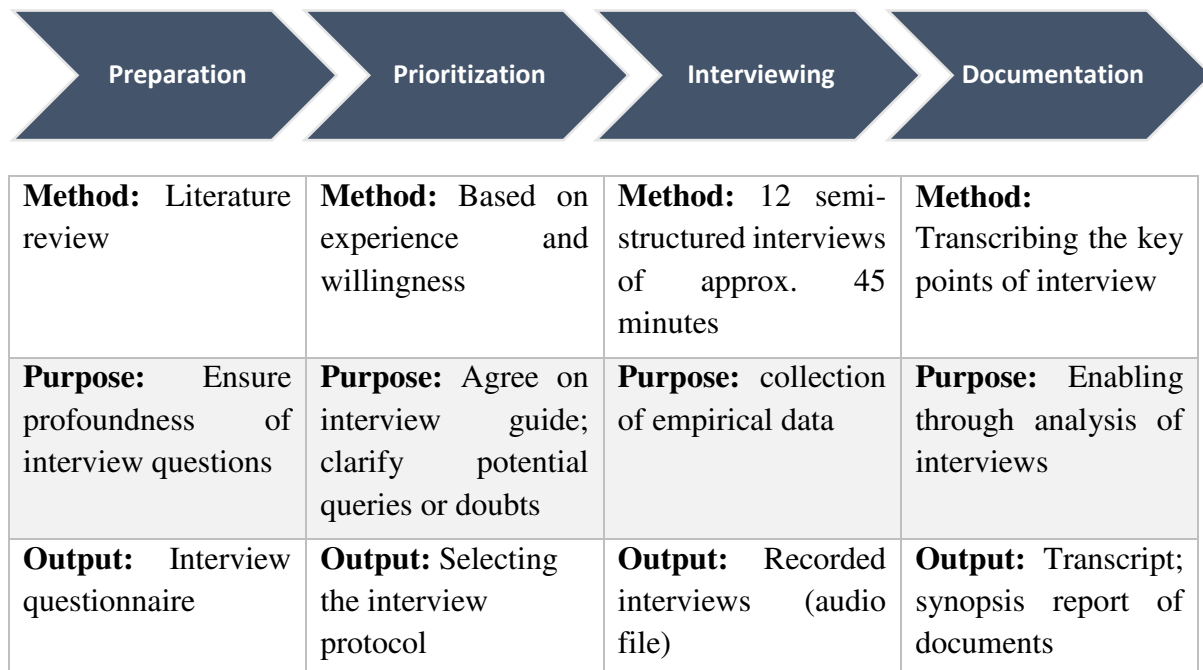 Preparation
Prioritization
Interviewing
Documentation
Method: Literature
review
Method: Based on
experience and
willingness
Method: 12 semi-
structured interviews
of approx. 45
minutes
Method:
Transcribing the key
points of interview
Purpose: Ensure
profoundness of
interview questions
Purpose: Agree on
interview guide;
clarify potential
queries or doubts
Purpose: collection
of empirical data
Purpose: Enabling
through analysis of
interviews
Output: Interview
questionnaire
Output: Selecting
the interview
protocol
Output: Recorded
interviews (audio
file)
Output: Transcript;
synopsis report of
documents